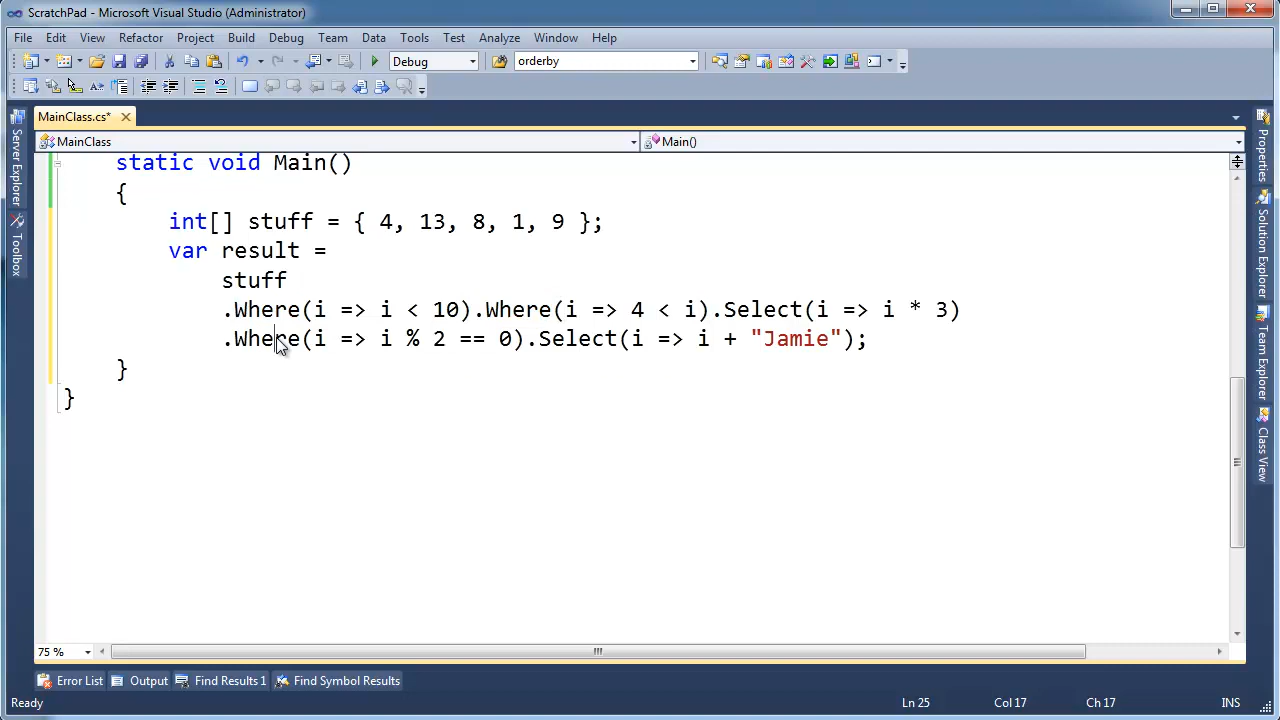 ScratchPad - Microsoft Visual Studio (Administrator)
File Edit View Refactor Project Build Debug Team Data Tools Test Analyze Window Help
Debug orderby
MainClass.cs*
MainClass Main()
static void Main()
{
int[] stuff = { 4, 13, 8, 1, 9 };
var result =
stuff
.Where(i => i < 10).Where(i => 4 < i).Select(i => i * 3)
.Where(i => i % 2 == 0).Select(i => i + "Jamie");
}
}
Server Explorer
Toolbox
Properties
Solution Explorer
Team Explorer
Class View
75 %
Error List Output Find Results 1 Find Symbol Results
Ready Ln 25 Col 17 Ch 17 INS